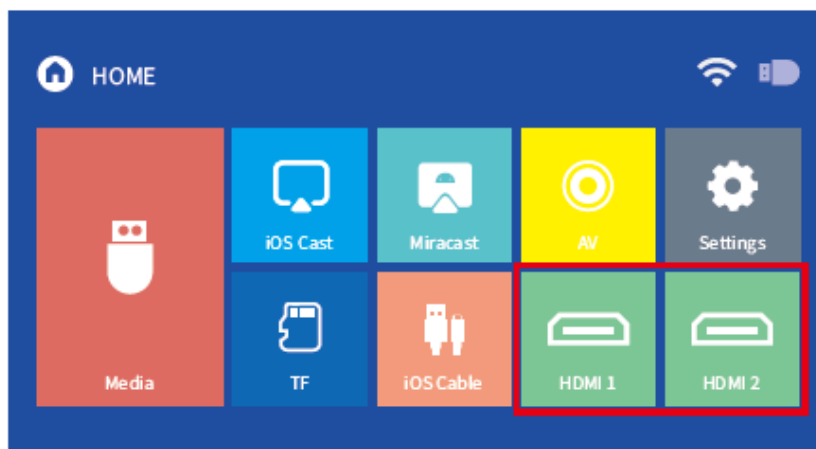 HOME
iOS Cast
Miracast
AV
Settings
Media
TF
iOS Cable
HDMI 1
HDMI 2